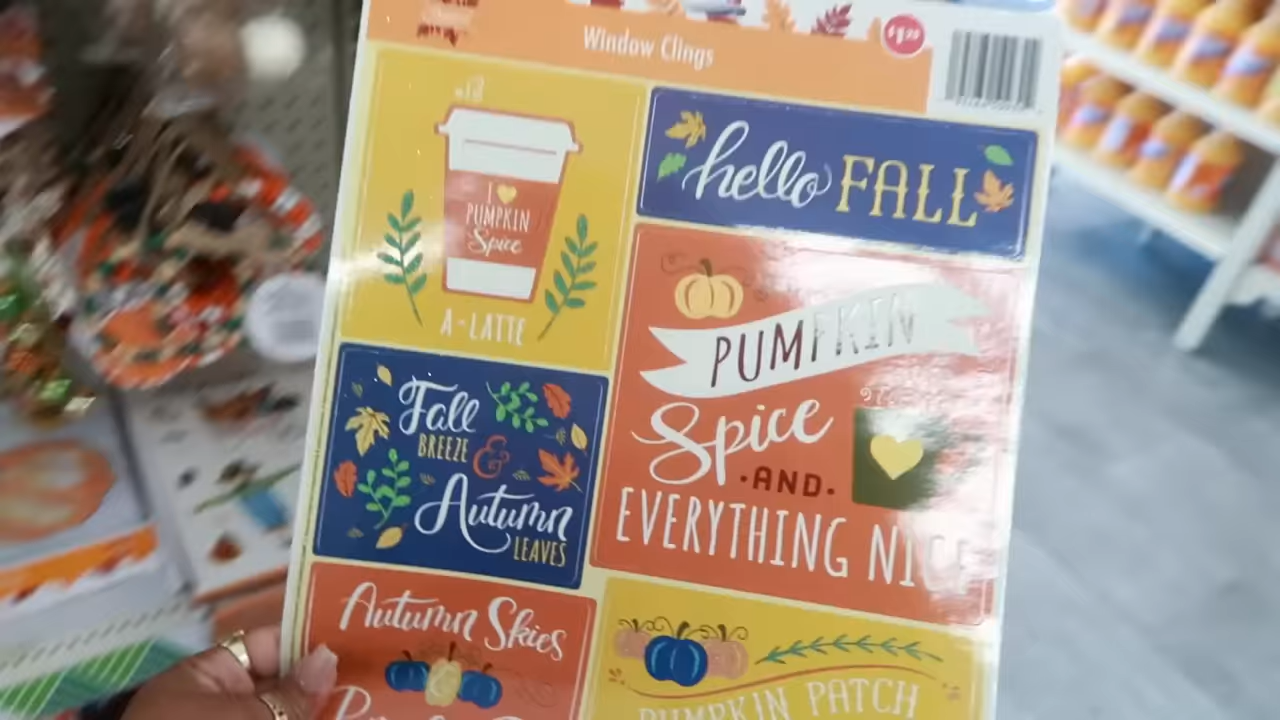 Window Clings
I
PUMPKIN
Spice
A-LATTE
hello FALL
PUMPKIN
Spice
·AND·
EVERYTHING NICE
Fall
BREEZE &
Autumn
LEAVES
Autumn Skies
PUMPKIN PATCH